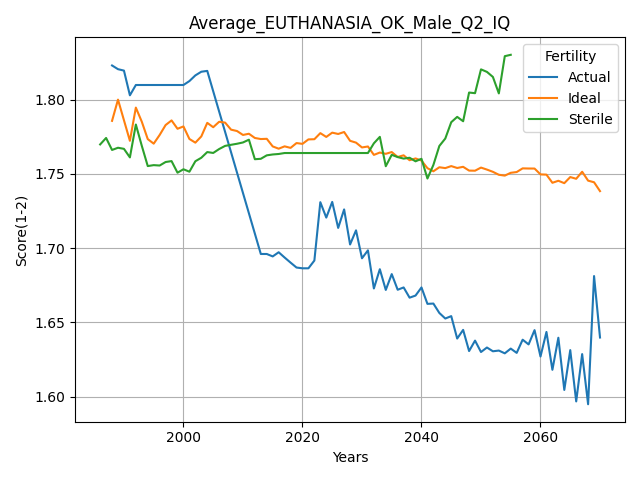 Average_EUTHANASIA_OK_Male_Q2_IQ
Fertility
Actual
Ideal
Sterile
Score(1-2)
1.80
1.75
1.70
1.65
1.60
2000
2020
2040
2060
Years